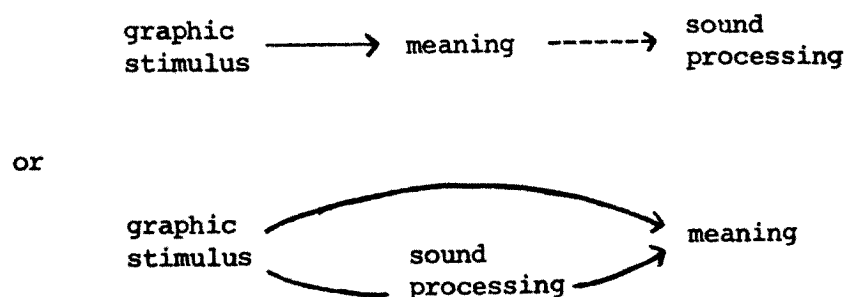 graphic stimulus meaning sound processing
or
graphic stimulus meaning
sound processing